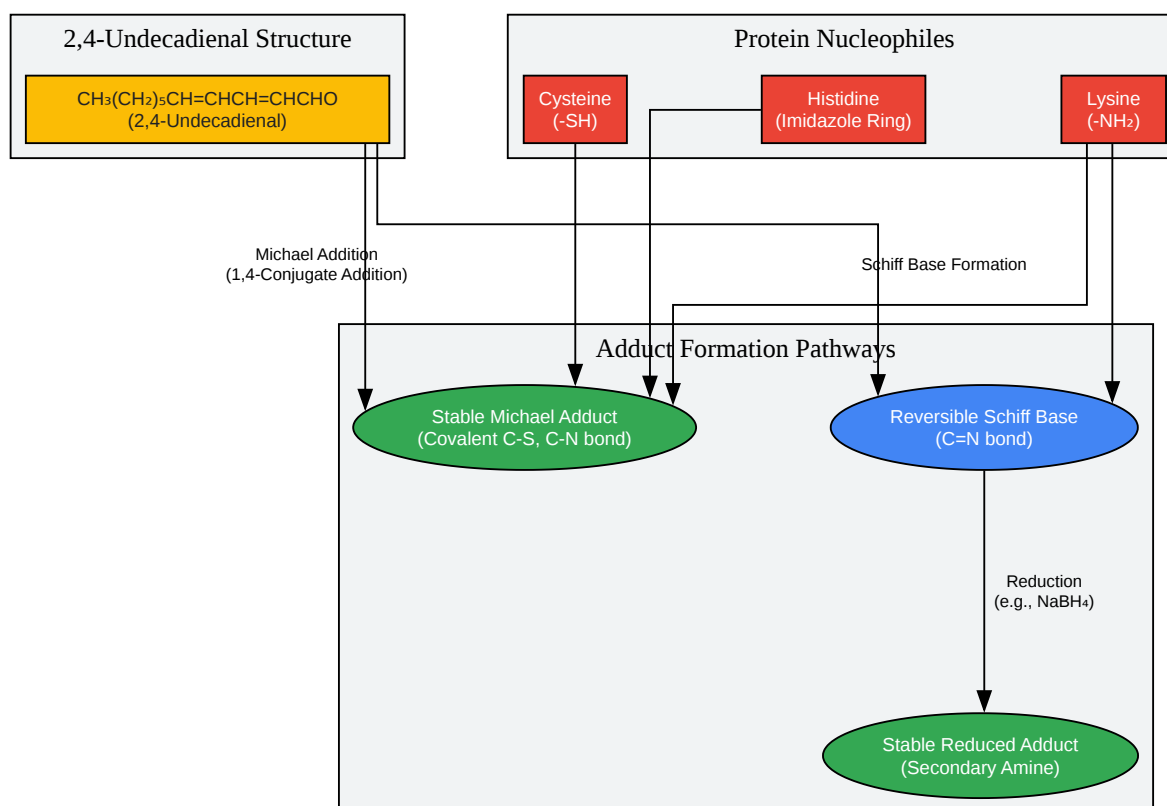 2,4-Undecadienal Structure
CH₃(CH₂)₅CH=CHCH=CHCHO
(2,4-Undecadienal)
Protein Nucleophiles
Cysteine
(-SH)
Histidine
(Imidazole Ring)
Lysine
(-NH₂)
Michael Addition
(1,4-Conjugate Addition)
Schiff Base Formation
Adduct Formation Pathways
Stable Michael Adduct
(Covalent C-S, C-N bond)
Reversible Schiff Base
(C=N bond)
Reduction
(e.g., NaBH₄)
Stable Reduced Adduct
(Secondary Amine)